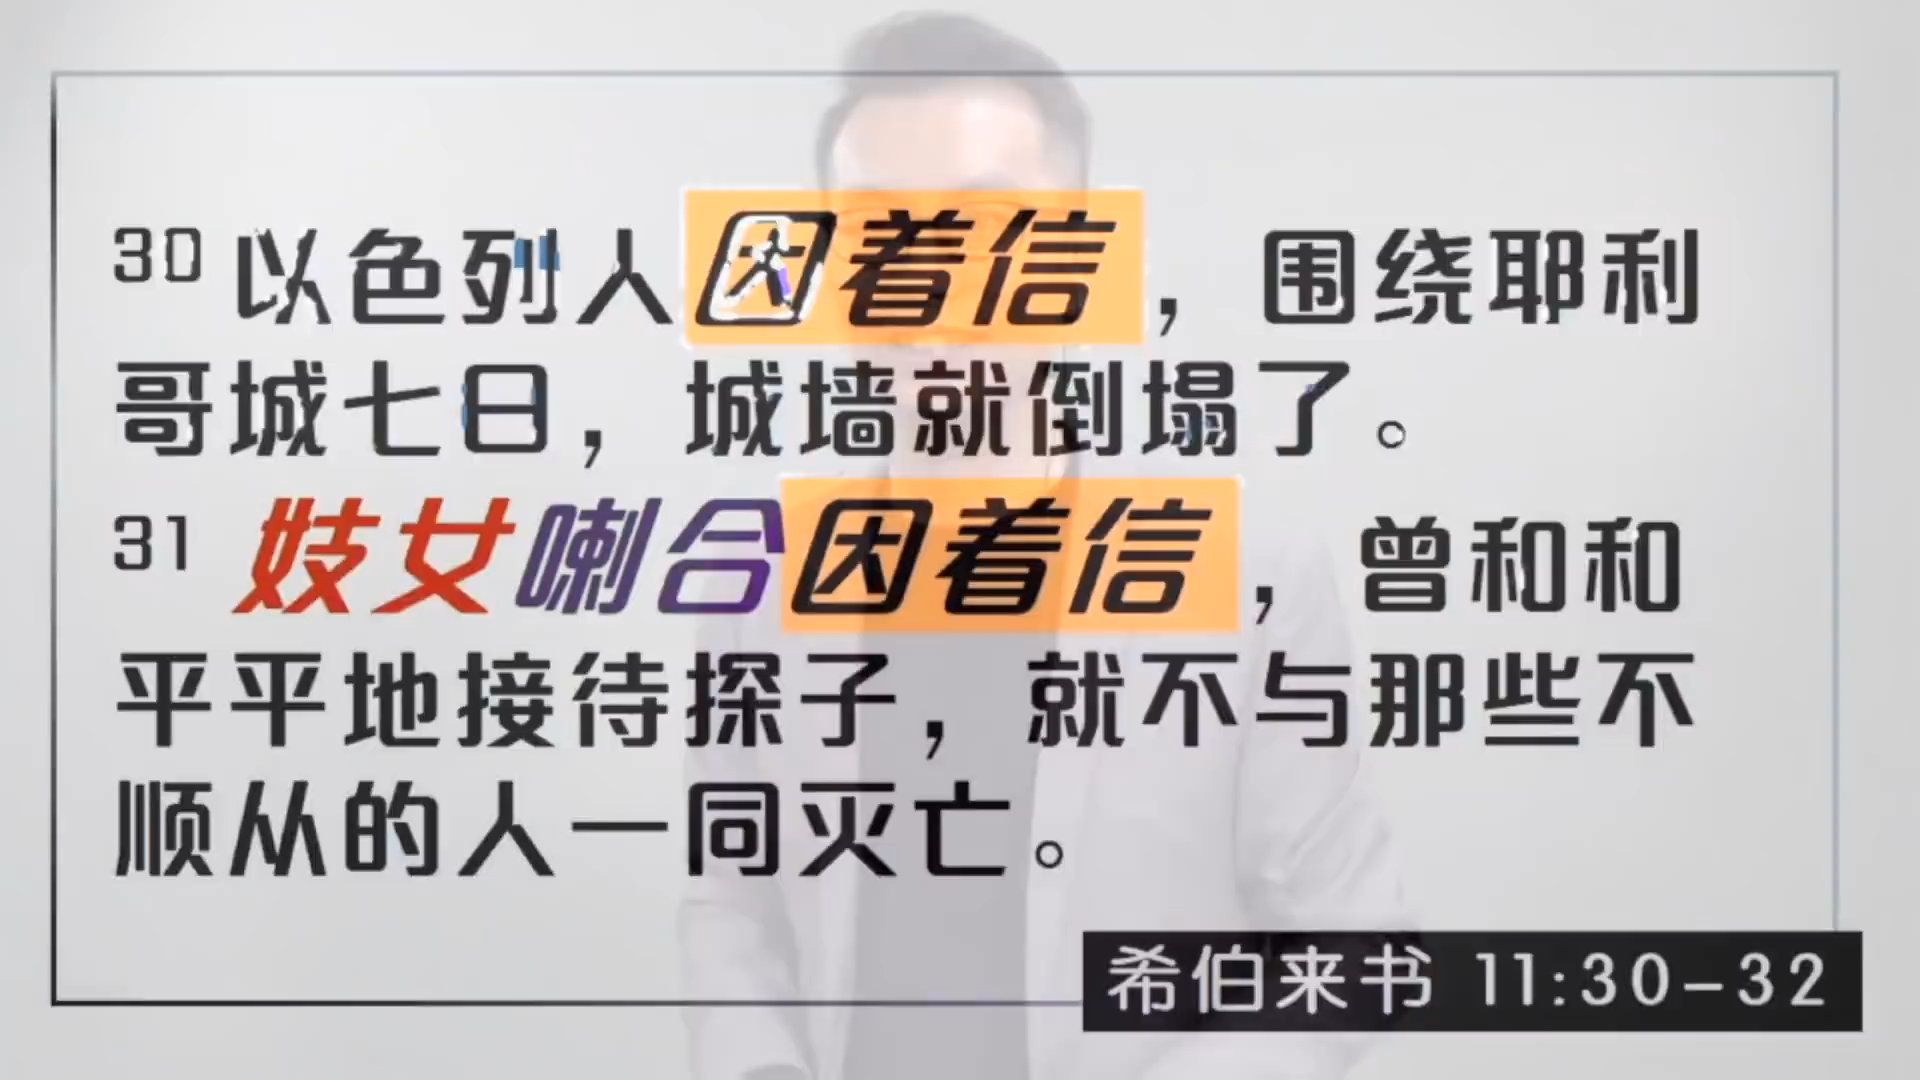 30 以色列人因着信，围绕耶利
哥城七日，城墙就倒塌了。
31 妓女喇合因着信，曾和和
平平地接待探子，就不与那些不
顺从的人一同灭亡。
希伯来书 11:30-32